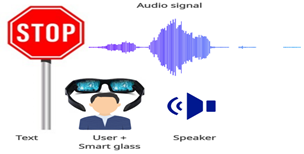 Audio signal
STOP
Text
User +
Smart glass
Speaker